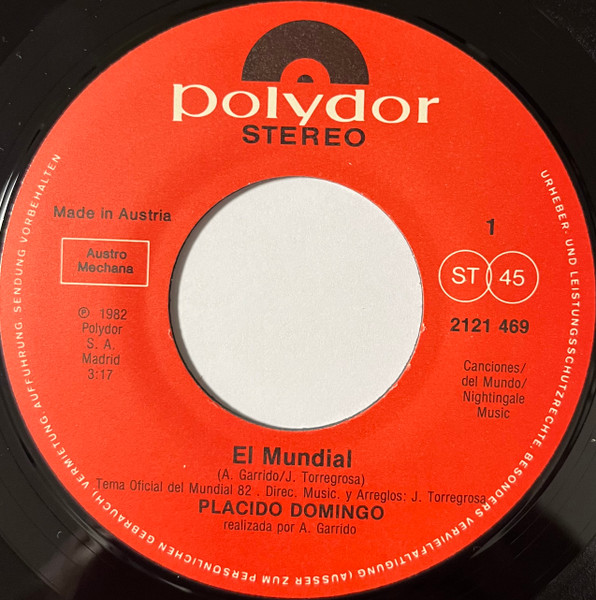 polydor
STEREO
Made in Austria
Austro
Mechana
℗ 1982
Polydor
S. A.
Madrid
3:17
1
ST 45
2121 469
Canciones/
del Mundo/
Nightingale
Music
El Mundial
(A. Garrido/J. Torregrosa)
Tema Oficial del Mundial 82 . Direc. Music. y Arreglos: J. Torregrosa
PLACIDO DOMINGO
realizada por A. Garrido
URHEBER- UND LEISTUNGSSCHUTZRECHTE, BESONDERS VERVIELFÄLTIGUNG (AUSSER ZUM PERSÖNLICHEN GEBRAUCH) VERMIETUNG AUFFÜHRUNG, SENDUNG VORBEHALTEN